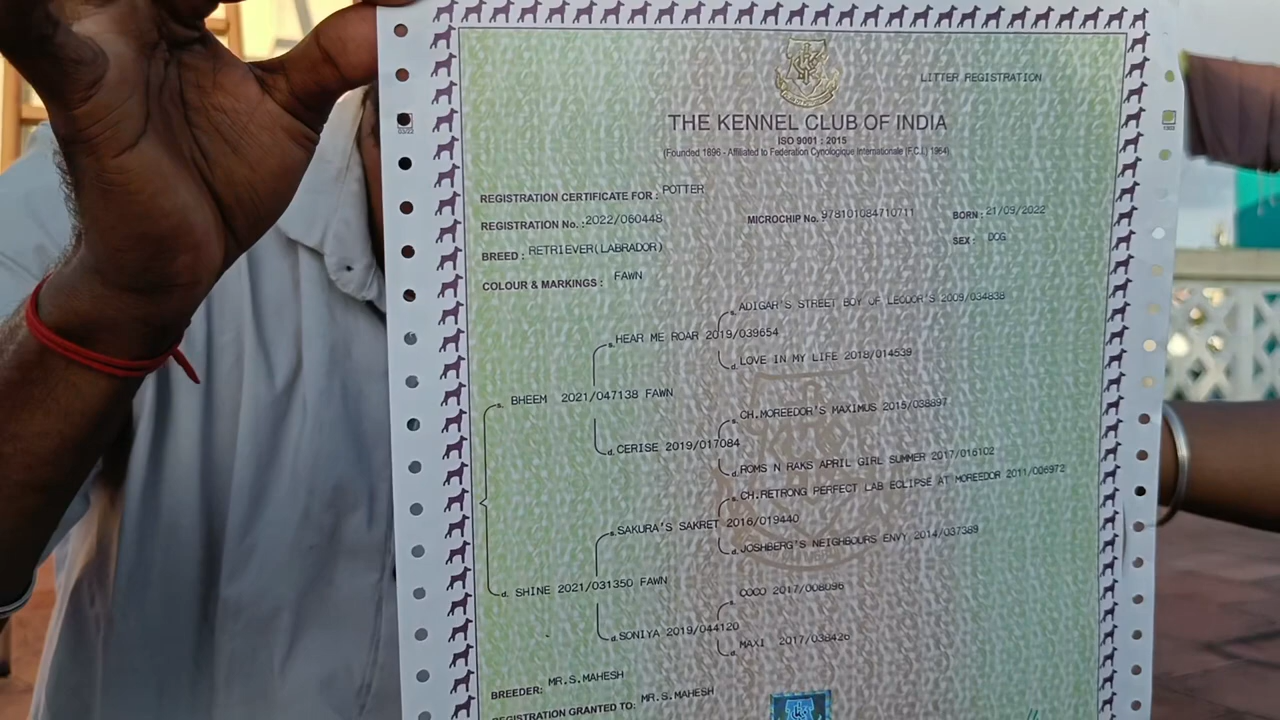 LITTER REGISTRATION
THE KENNEL CLUB OF INDIA
ISO 9001 : 2015
(Founded 1896 - Affiliated to Federation Cynologique Internationale (F.C.I.) 1964)
REGISTRATION CERTIFICATE FOR : POTTER
REGISTRATION No. : 2022/060448 MICROCHIP No. 978101084710711 BORN : 21/09/2022
BREED : RETRIEVER(LABRADOR) SEX : DOG
COLOUR & MARKINGS : FAWN
s. ADIGAR'S STREET BOY OF LEODOR'S 2009/034838
s. HEAR ME ROAR 2019/039654
d. LOVE IN MY LIFE 2018/014539
s. BHEEM 2021/047138 FAWN
s. CH.MOREEDOR'S MAXIMUS 2015/038897
d. CERISE 2019/017084
d. ROMS N RAKS APRIL GIRL SUMMER 2017/016102
s. CH.RETRONG PERFECT LAB ECLIPSE AT MOREEDOR 2011/006972
s. SAKURA'S SAKRET 2016/019440
d. JOSHBERG'S NEIGHBOURS ENVY 2014/037389
d. SHINE 2021/031350 FAWN
s. COCO 2017/008096
d. SONIYA 2019/044120
d. MAXI 2017/038426
BREEDER: MR.S.MAHESH
REGISTRATION GRANTED TO: MR.S.MAHESH